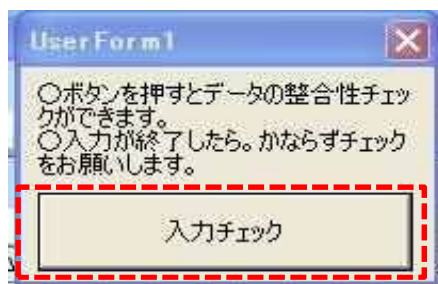 UserForm1
○ボタンを押すとデータの整合性チェッ
クができます。
○入力が終了したら。かならずチェック
をお願いします。
入力チェック